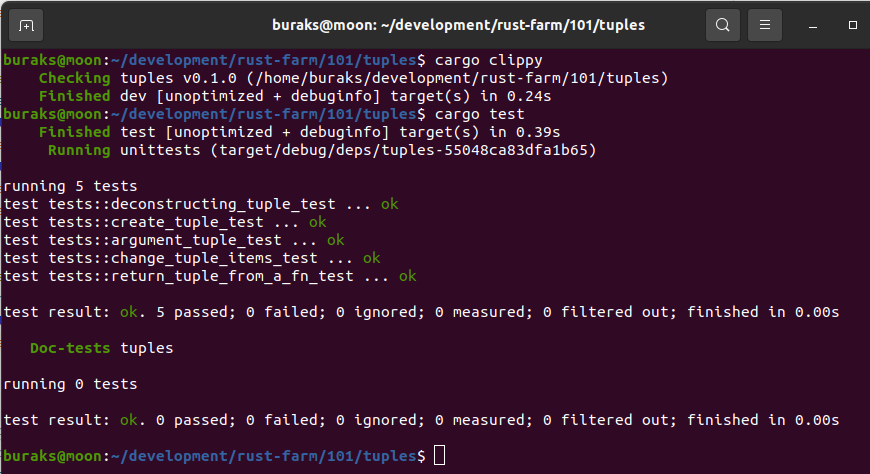 buraks@moon: ~/development/rust-farm/101/tuples
buraks@moon:~/development/rust-farm/101/tuples$ cargo clippy
    Checking tuples v0.1.0 (/home/buraks/development/rust-farm/101/tuples)
    Finished dev [unoptimized + debuginfo] target(s) in 0.24s
buraks@moon:~/development/rust-farm/101/tuples$ cargo test
    Finished test [unoptimized + debuginfo] target(s) in 0.39s
     Running unittests (target/debug/deps/tuples-55048ca83dfa1b65)

running 5 tests
test tests::deconstructing_tuple_test ... ok
test tests::create_tuple_test ... ok
test tests::argument_tuple_test ... ok
test tests::change_tuple_items_test ... ok
test tests::return_tuple_from_a_fn_test ... ok

test result: ok. 5 passed; 0 failed; 0 ignored; 0 measured; 0 filtered out; finished in 0.00s

   Doc-tests tuples

running 0 tests

test result: ok. 0 passed; 0 failed; 0 ignored; 0 measured; 0 filtered out; finished in 0.00s

buraks@moon:~/development/rust-farm/101/tuples$